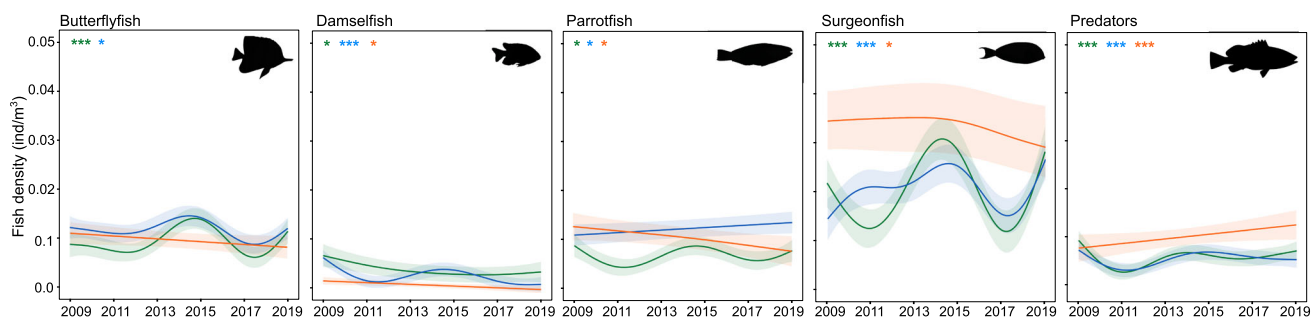 Butterflyfish Damselfish Parrotfish Surgeonfish Predators
*** * * *** * * * * *** *** * *** *** ***
Fish density (ind/m³)
0.05
0.04
0.03
0.02
0.1
0.0
2009 2011 2013 2015 2017 2019 2009 2011 2013 2015 2017 2019 2009 2011 2013 2015 2017 2019 2009 2011 2013 2015 2017 2019 2009 2011 2013 2015 2017 2019